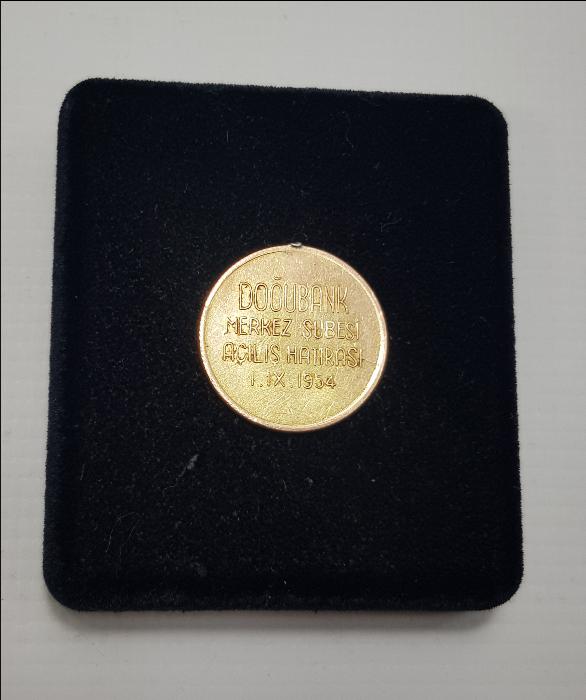 DOĞUBANK
MERKEZ ŞUBESİ
AÇILIŞ HATIRASI
1.IX.1954